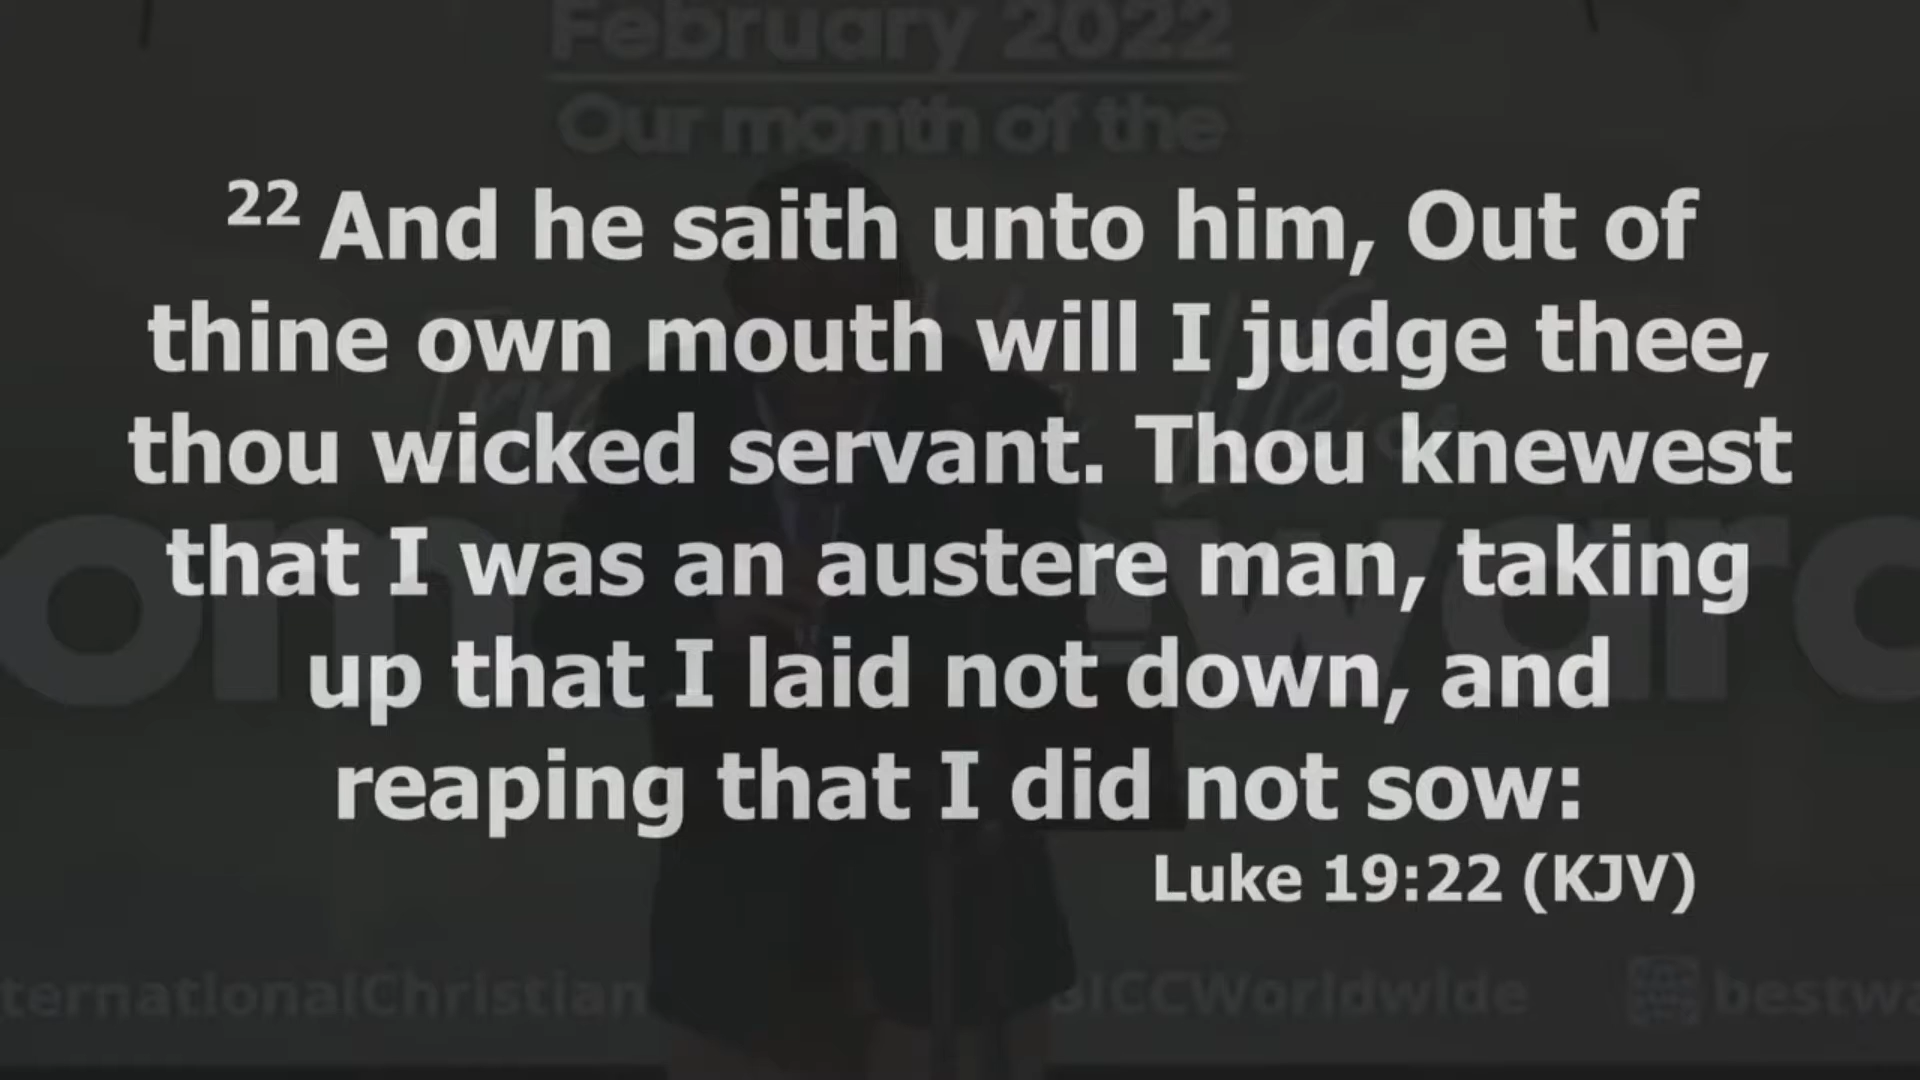 February 2022
Our month of the
22 And he saith unto him, Out of
thine own mouth will I judge thee,
thou wicked servant. Thou knewest
that I was an austere man, taking
up that I laid not down, and
reaping that I did not sow:
Luke 19:22 (KJV)
ternationalChristian
BICCWorldwide
bestwa